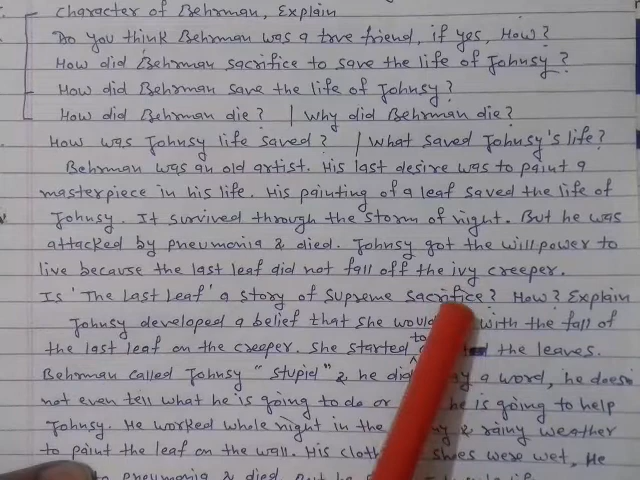 Character of Behrman, Explain
Do you think Behrman was a true friend, if yes, How?
How did Behrman sacrifice to save the life of Johnsy?
How did Behrman save the life of Johnsy?
How did Behrman die? | Why did Behrman die?
How was Johnsy life saved? | What saved Johnsy's life?
Behrman was an old artist. His last desire was to paint a
masterpiece in his life. His painting of a leaf saved the life of
Johnsy. It survived through the storm of night. But he was
attacked by pneumonia & died. Johnsy got the will power to
live because the last leaf did not fall off the ivy creeper.
Is 'The Last Leaf' a story of supreme sacrifice? How? Explain
Johnsy developed a belief that she with the fall of
the last leaf on the creeper. She started to the leaves.
Behrman called Johnsy "stupid" & he a word, he doesn
not even tell what he is going to do or he is going to help
Johnsy. He worked whole night in the & rainy weather
to paint the leaf on the wall. His shoes were wet, He
to pneumonia & died. But he